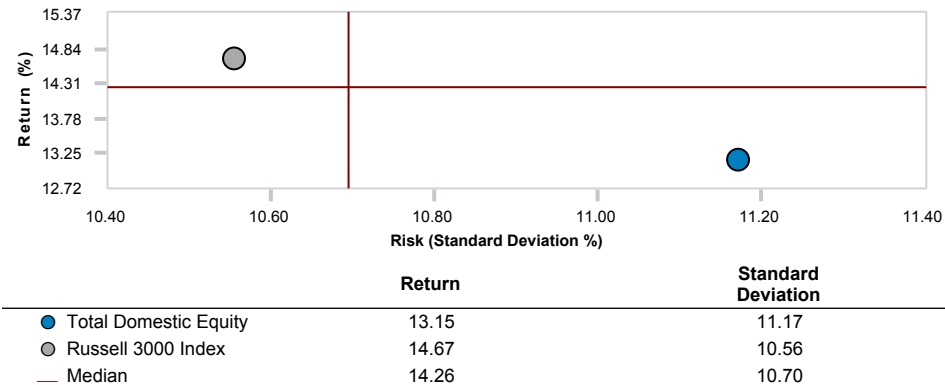 15.37
14.84
14.31
13.78
13.25
12.72
Return (%)
10.40 10.60 10.80 11.00 11.20 11.40
Risk (Standard Deviation %)
Return Standard Deviation
Total Domestic Equity 13.15 11.17
Russell 3000 Index 14.67 10.56
Median 14.26 10.70